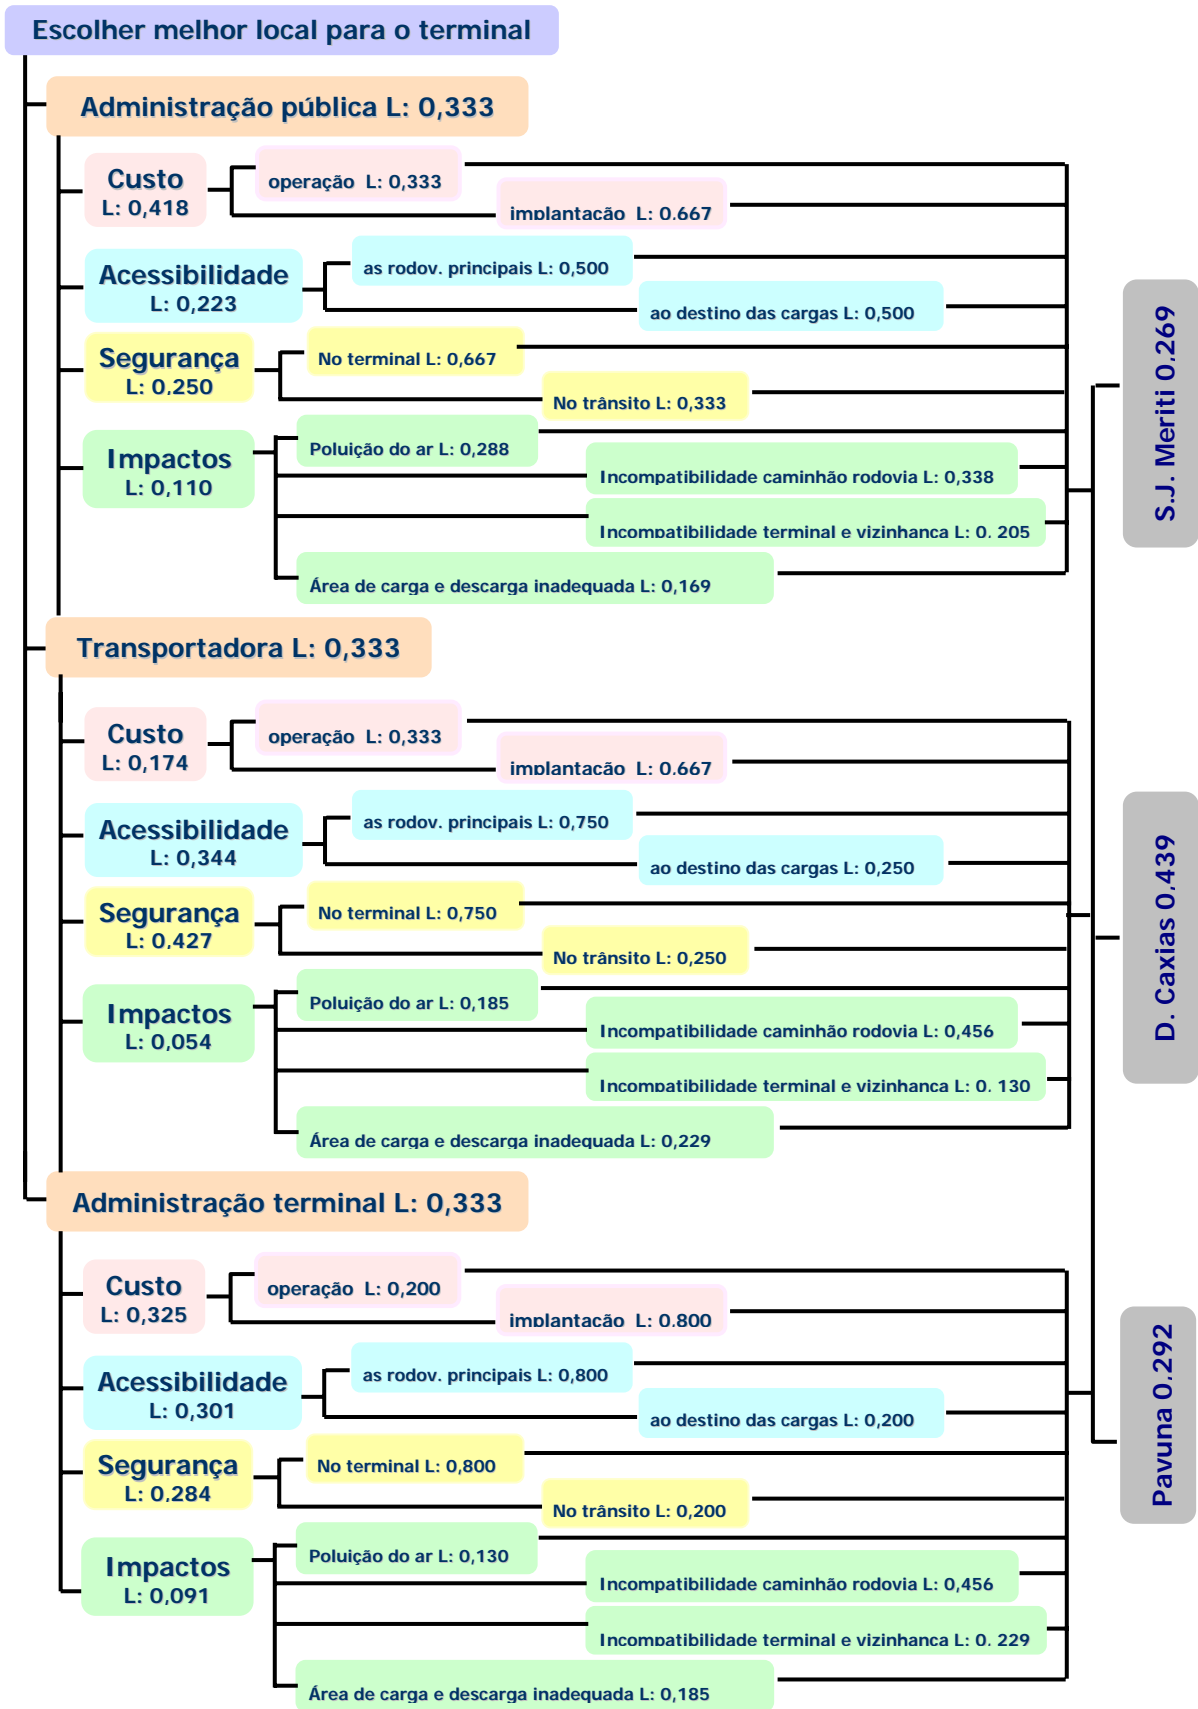 Escolher melhor local para o terminal
Administração pública L: 0,333
Custo
L: 0,418
operação L: 0,333
implantação L: 0,667
Acessibilidade
L: 0,223
as rodov. principais L: 0,500
ao destino das cargas L: 0,500
Segurança
L: 0,250
No terminal L: 0,667
No trânsito L: 0,333
Impactos
L: 0,110
Poluição do ar L: 0,288
Incompatibilidade caminhão rodovia L: 0,338
Incompatibilidade terminal e vizinhança L: 0, 205
Área de carga e descarga inadequada L: 0,169
Transportadora L: 0,333
Custo
L: 0,174
operação L: 0,333
implantação L: 0,667
Acessibilidade
L: 0,344
as rodov. principais L: 0,750
ao destino das cargas L: 0,250
Segurança
L: 0,427
No terminal L: 0,750
No trânsito L: 0,250
Impactos
L: 0,054
Poluição do ar L: 0,185
Incompatibilidade caminhão rodovia L: 0,456
Incompatibilidade terminal e vizinhança L: 0, 130
Área de carga e descarga inadequada L: 0,229
Administração terminal L: 0,333
Custo
L: 0,325
operação L: 0,200
implantação L: 0,800
Acessibilidade
L: 0,301
as rodov. principais L: 0,800
ao destino das cargas L: 0,200
Segurança
L: 0,284
No terminal L: 0,800
No trânsito L: 0,200
Impactos
L: 0,091
Poluição do ar L: 0,130
Incompatibilidade caminhão rodovia L: 0,456
Incompatibilidade terminal e vizinhança L: 0, 229
Área de carga e descarga inadequada L: 0,185
S.J. Meriti 0,269
D. Caxias 0,439
Pavuna 0,292